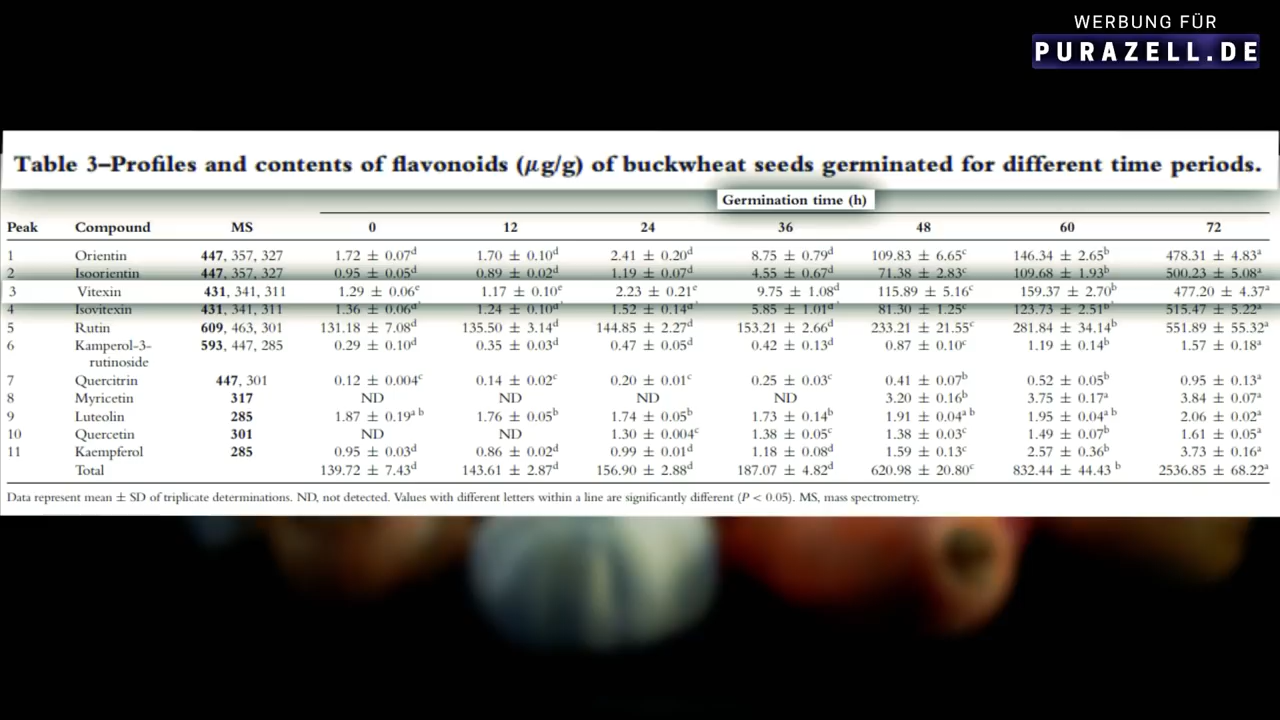 WERBUNG FÜR
PURAZELL.DE
Table 3–Profiles and contents of flavonoids (μg/g) of buckwheat seeds germinated for different time periods.
Germination time (h)
Peak Compound MS 0 12 24 36 48 60 72
1 Orientin 447, 357, 327 1.72 ± 0.07ᵈ 1.70 ± 0.10ᵈ 2.41 ± 0.20ᵈ 8.75 ± 0.79ᵈ 109.83 ± 6.65ᶜ 146.34 ± 2.65ᵇ 478.31 ± 4.83ᵃ
2 Isoorientin 447, 357, 327 0.95 ± 0.05ᵈ 0.89 ± 0.02ᵈ 1.19 ± 0.07ᵈ 4.55 ± 0.67ᵈ 71.38 ± 2.83ᶜ 109.68 ± 1.93ᵇ 500.23 ± 5.08ᵃ
3 Vitexin 431, 341, 311 1.29 ± 0.06ᵉ 1.17 ± 0.10ᵉ 2.23 ± 0.21ᵉ 9.75 ± 1.08ᵈ 115.89 ± 5.16ᶜ 159.37 ± 2.70ᵇ 477.20 ± 4.37ᵃ
4 Isovitexin 431, 341, 311 1.36 ± 0.06ᵈ 1.24 ± 0.10ᵈ 1.52 ± 0.14ᵈ 5.85 ± 1.01ᵈ 81.30 ± 1.25ᶜ 123.73 ± 2.51ᵇ 515.47 ± 5.22ᵃ
5 Rutin 609, 463, 301 131.18 ± 7.08ᵈ 135.50 ± 3.14ᵈ 144.85 ± 2.27ᵈ 153.21 ± 2.66ᵈ 233.21 ± 21.55ᶜ 281.84 ± 34.14ᵇ 551.89 ± 55.32ᵃ
6 Kamperol-3- 593, 447, 285 0.29 ± 0.10ᵈ 0.35 ± 0.03ᵈ 0.47 ± 0.05ᵈ 0.42 ± 0.13ᵈ 0.87 ± 0.10ᶜ 1.19 ± 0.14ᵇ 1.57 ± 0.18ᵃ
rutinoside
7 Quercitrin 447, 301 0.12 ± 0.004ᶜ 0.14 ± 0.02ᶜ 0.20 ± 0.01ᶜ 0.25 ± 0.03ᶜ 0.41 ± 0.07ᵇ 0.52 ± 0.05ᵇ 0.95 ± 0.13ᵃ
8 Myricetin 317 ND ND ND ND 3.20 ± 0.16ᵇ 3.75 ± 0.17ᵃ 3.84 ± 0.07ᵃ
9 Luteolin 285 1.87 ± 0.19ᵃ ᵇ 1.76 ± 0.05ᵇ 1.74 ± 0.05ᵇ 1.73 ± 0.14ᵇ 1.91 ± 0.04ᵃ ᵇ 1.95 ± 0.04ᵃ ᵇ 2.06 ± 0.02ᵃ
10 Quercetin 301 ND ND 1.30 ± 0.004ᶜ 1.38 ± 0.05ᶜ 1.38 ± 0.03ᶜ 1.49 ± 0.07ᵇ 1.61 ± 0.05ᵃ
11 Kaempferol 285 0.95 ± 0.03ᵈ 0.86 ± 0.02ᵈ 0.99 ± 0.01ᵈ 1.18 ± 0.08ᵈ 1.59 ± 0.13ᶜ 2.57 ± 0.36ᵇ 3.73 ± 0.16ᵃ
Total 139.72 ± 7.43ᵈ 143.61 ± 2.87ᵈ 156.90 ± 2.88ᵈ 187.07 ± 4.82ᵈ 620.98 ± 20.80ᶜ 832.44 ± 44.43 ᵇ 2536.85 ± 68.22ᵃ
Data represent mean ± SD of triplicate determinations. ND, not detected. Values with different letters within a line are significantly different (P < 0.05). MS, mass spectrometry.